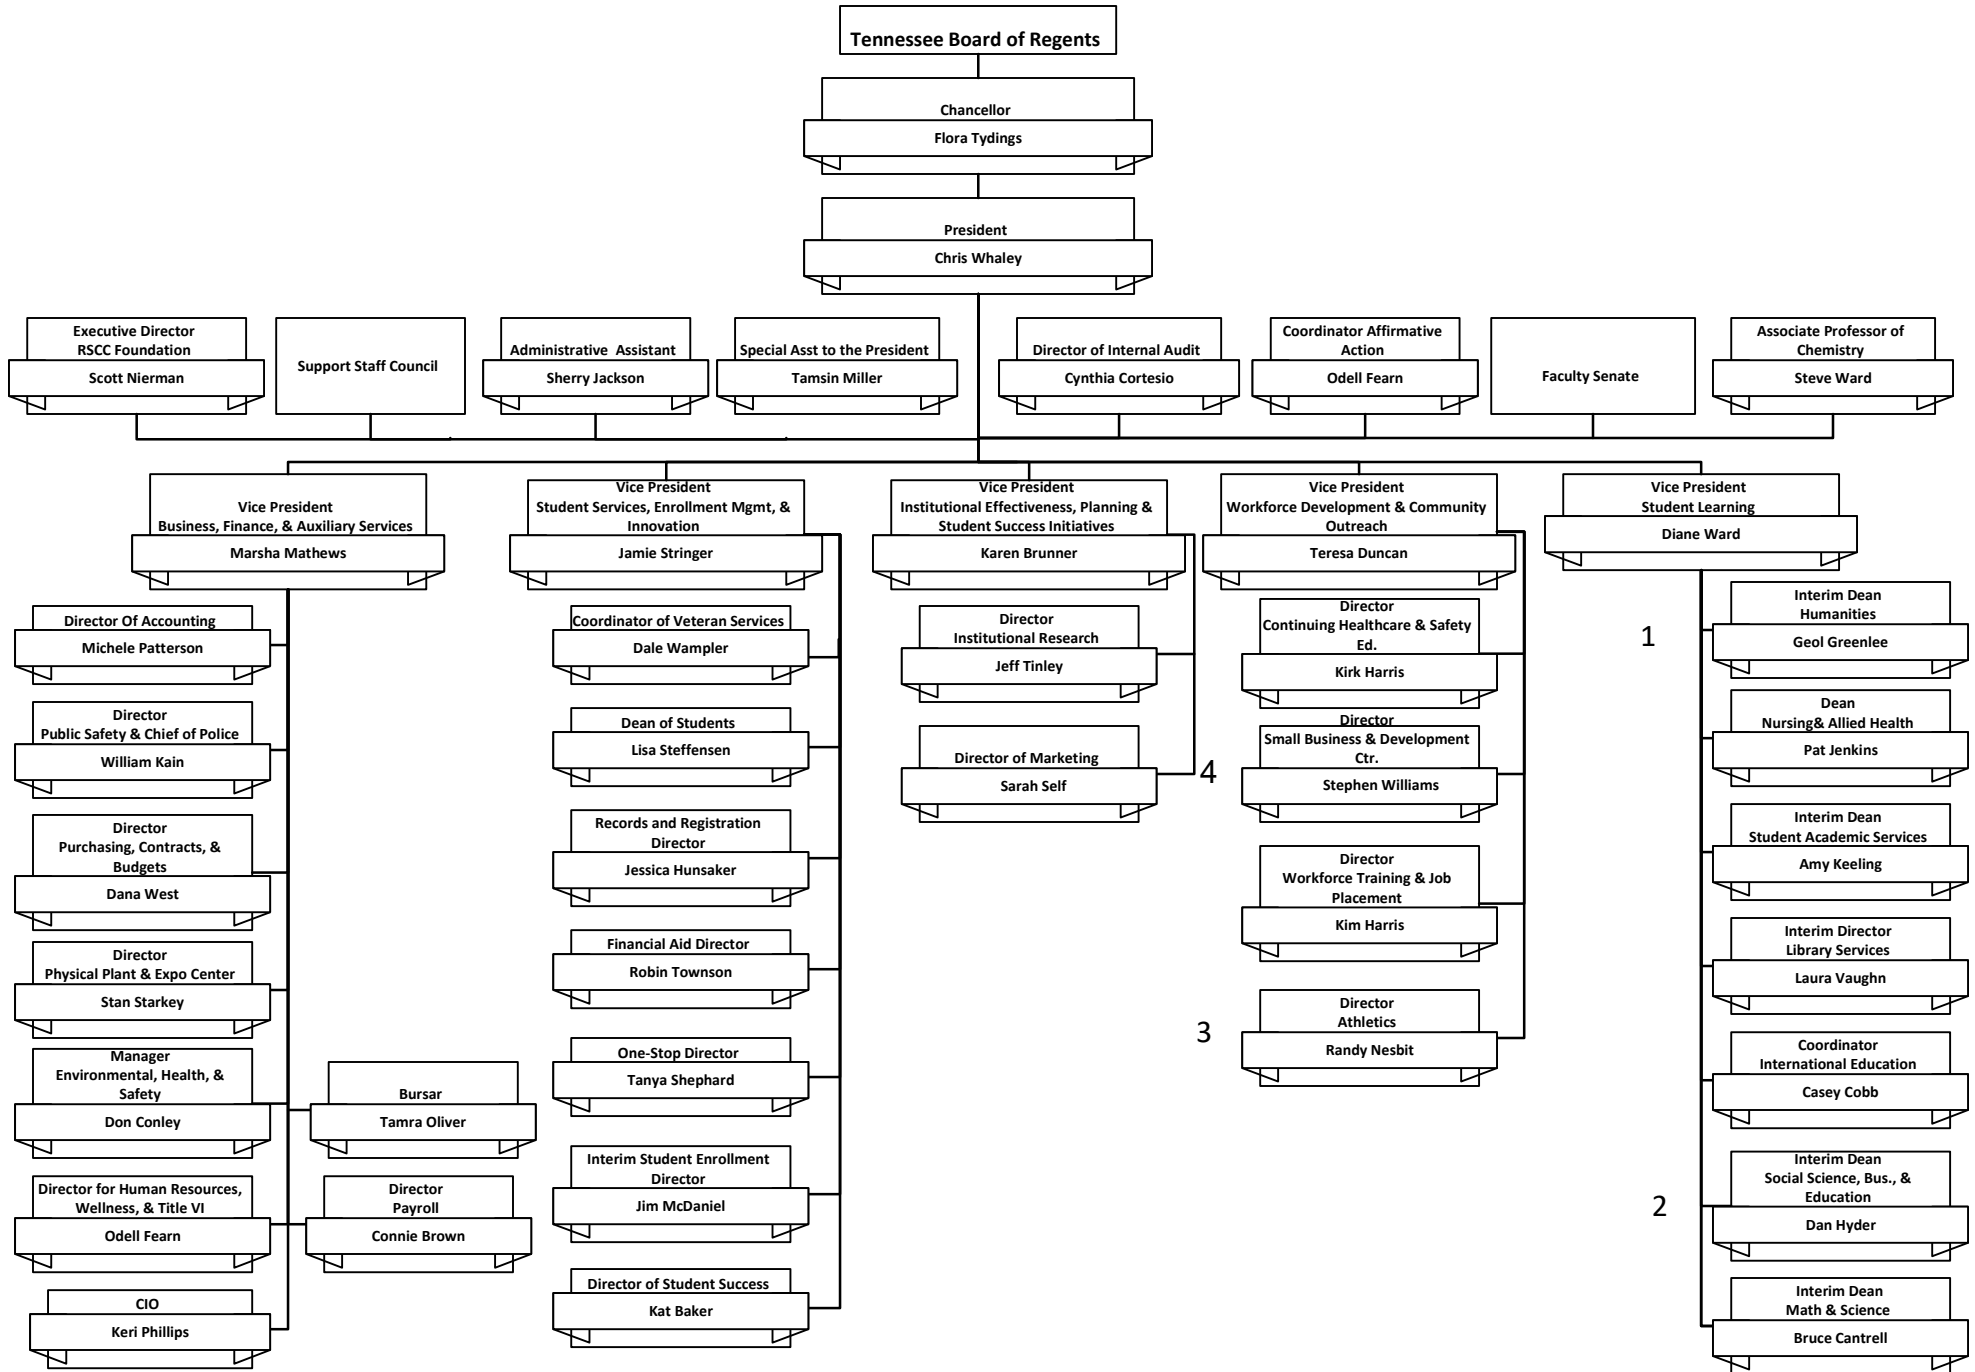 Tennessee Board of Regents
Chancellor
Flora Tydings
President
Chris Whaley
Executive Director
RSCC Foundation
Scott Nierman
Support Staff Council
Administrative  Assistant
Sherry Jackson
Special Asst to the President
Tamsin Miller
Director of Internal Audit
Cynthia Cortesio
Coordinator Affirmative
Action
Odell Fearn
Faculty Senate
Associate Professor of
Chemistry
Steve Ward
Vice President
Business, Finance, & Auxiliary Services
Marsha Mathews
Director Of Accounting
Michele Patterson
Director
Public Safety & Chief of Police
William Kain
Director
Purchasing, Contracts, &
Budgets
Dana West
Director
Physical Plant & Expo Center
Stan Starkey
Manager
Environmental, Health, &
Safety
Don Conley
Bursar
Tamra Oliver
Director for Human Resources,
Wellness, & Title VI
Odell Fearn
Director
Payroll
Connie Brown
CIO
Keri Phillips
Vice President
Student Services, Enrollment Mgmt, &
Innovation
Jamie Stringer
Coordinator of Veteran Services
Dale Wampler
Dean of Students
Lisa Steffensen
Records and Registration
Director
Jessica Hunsaker
Financial Aid Director
Robin Townson
One-Stop Director
Tanya Shephard
Interim Student Enrollment
Director
Jim McDaniel
Director of Student Success
Kat Baker
Vice President
Institutional Effectiveness, Planning &
Student Success Initiatives
Karen Brunner
Director
Institutional Research
Jeff Tinley
Director of Marketing
Sarah Self
4
Vice President
Workforce Development & Community
Outreach
Teresa Duncan
Director
Continuing Healthcare & Safety
Ed.
Kirk Harris
Director
Small Business & Development
Ctr.
Stephen Williams
Director
Workforce Training & Job
Placement
Kim Harris
3
Director
Athletics
Randy Nesbit
Vice President
Student Learning
Diane Ward
1
Interim Dean
Humanities
Geol Greenlee
Dean
Nursing& Allied Health
Pat Jenkins
Interim Dean
Student Academic Services
Amy Keeling
Interim Director
Library Services
Laura Vaughn
Coordinator
International Education
Casey Cobb
2
Interim Dean
Social Science, Bus., &
Education
Dan Hyder
Interim Dean
Math & Science
Bruce Cantrell